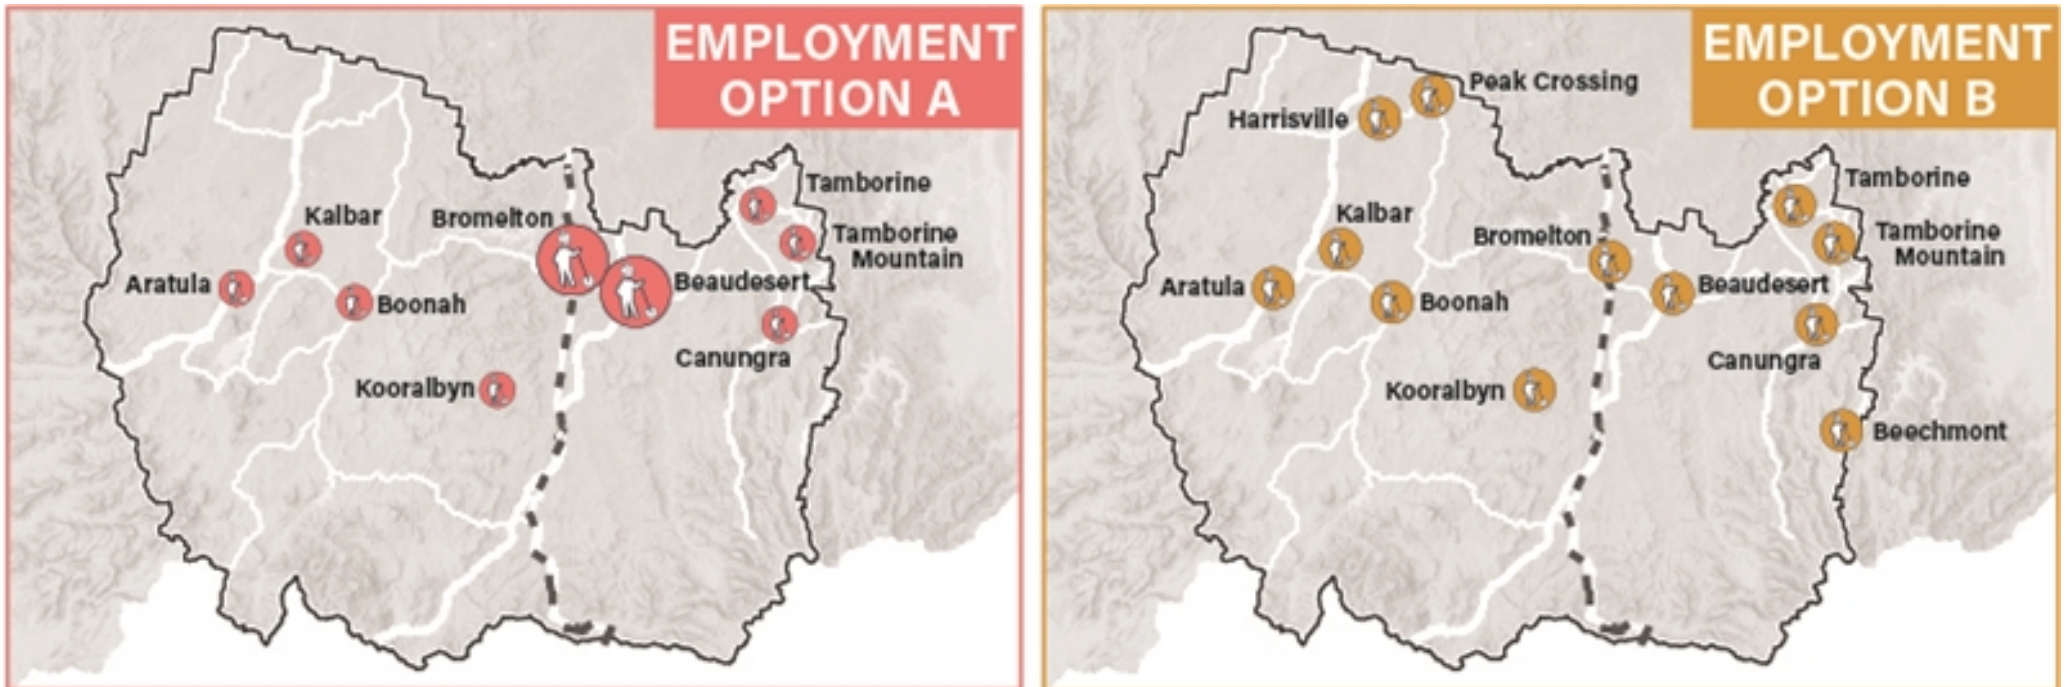 EMPLOYMENT
OPTION A
Tamborine
Kalbar
Bromelton
Tamborine
Mountain
Aratula
Beaudesert
Boonah
Canungra
Kooralbyn
EMPLOYMENT
OPTION B
Peak Crossing
Harrisville
Tamborine
Kalbar
Bromelton
Tamborine
Mountain
Aratula
Beaudesert
Boonah
Canungra
Kooralbyn
Beechmont